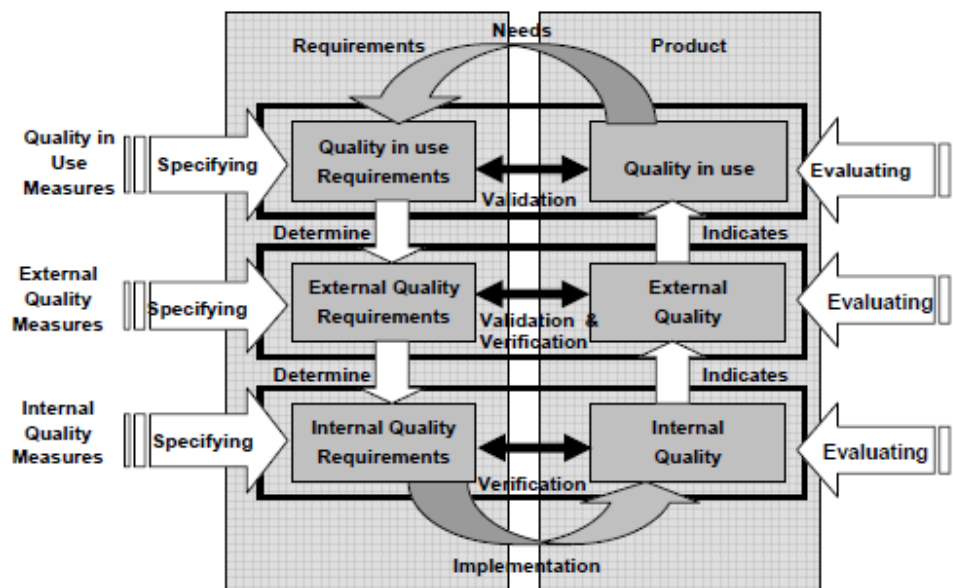 Needs
Requirements
Product
Quality in
Use
Measures
Specifying
Quality in use
Requirements
Validation
Quality in use
Evaluating
Determine
Indicates
External
Quality
Measures
Specifying
External Quality
Requirements
Validation &
Verification
External
Quality
Evaluating
Determine
Indicates
Internal
Quality
Measures
Specifying
Internal Quality
Requirements
Verification
Internal
Quality
Evaluating
Implementation